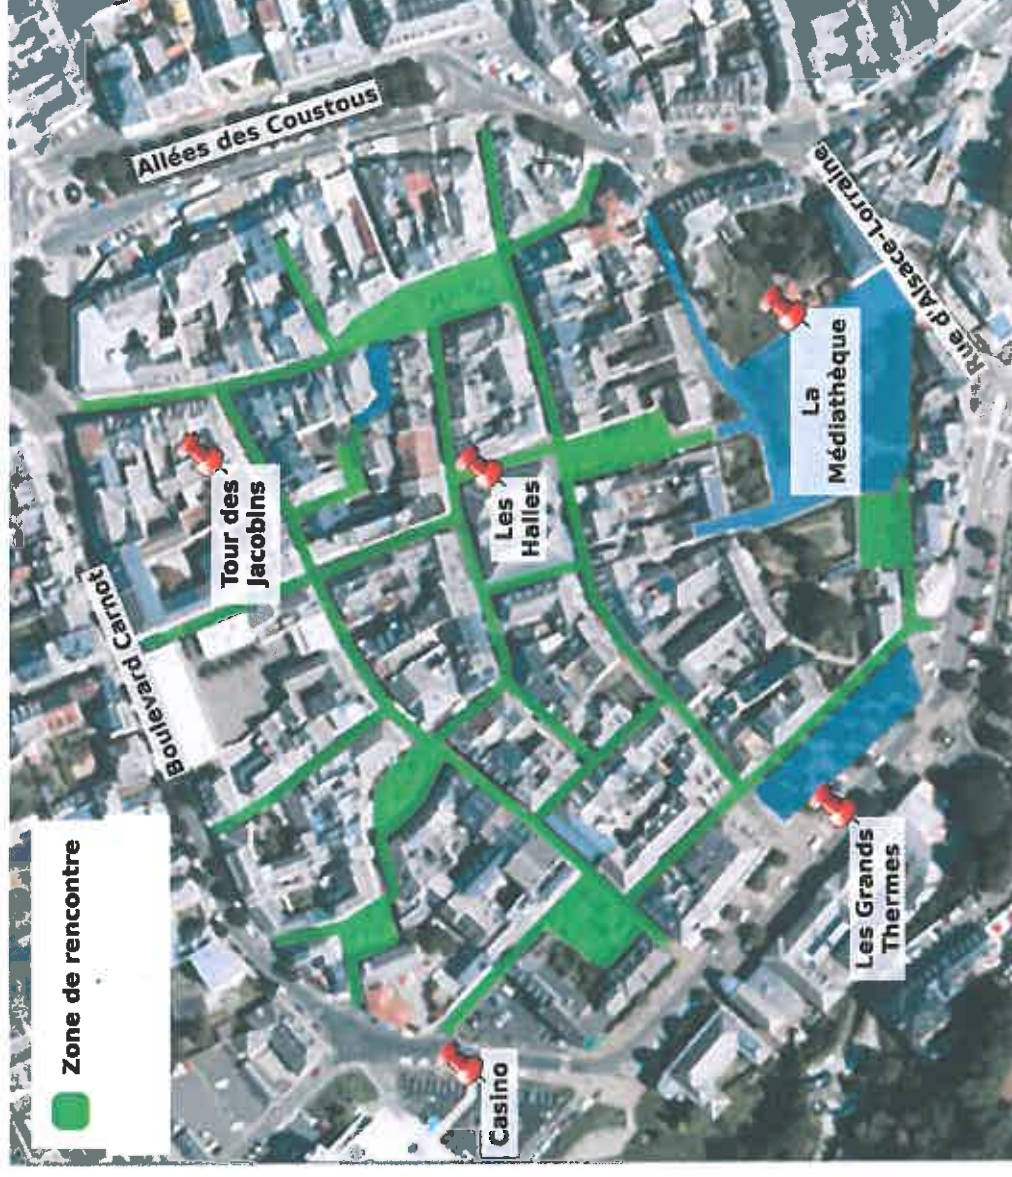 Zone de rencontre
Boulevard Carnot
Allées des Coustous
Tour des
Jacobins
Les
Halles
Casino
La
Médiathèque
Rue d'Alsace-Lorraine
Les Grands
Thermes